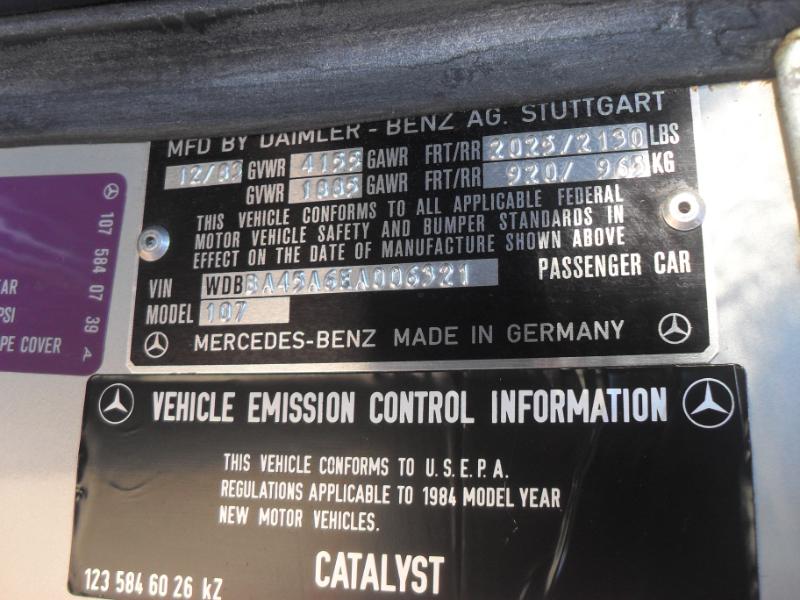 MFD BY DAIMLER - BENZ AG. STUTTGART
12/83 GVWR 4155 GAWR FRT/RR 2025/2130 LBS
GVWR 1885 GAWR FRT/RR 920/ 965 KG
THIS VEHICLE CONFORMS TO ALL APPLICABLE FEDERAL
MOTOR VEHICLE SAFETY AND BUMPER STANDARDS IN
EFFECT ON THE DATE OF MANUFACTURE SHOWN ABOVE
VIN WDBBA45A6EA006321 PASSENGER CAR
MODEL 107
MERCEDES-BENZ MADE IN GERMANY
107 584 07 39 A
PSI
PE COVER
VEHICLE EMISSION CONTROL INFORMATION
THIS VEHICLE CONFORMS TO U.S.E.P.A.
REGULATIONS APPLICABLE TO 1984 MODEL YEAR
NEW MOTOR VEHICLES.
123 584 60 26 kZ CATALYST